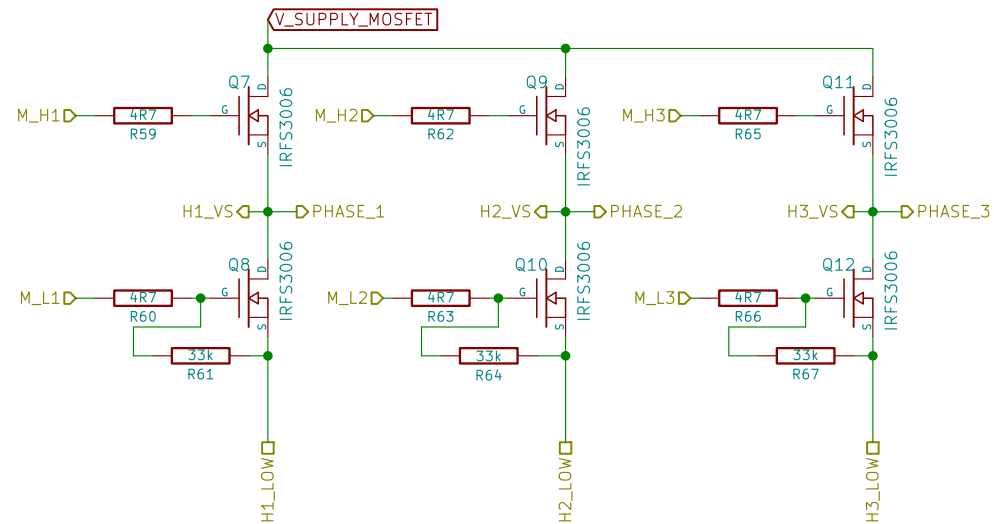 V_SUPPLY_MOSFET
Q7
D
G
S
M_H1
4R7
R59
IRFS3006
Q9
D
G
S
M_H2
4R7
R62
IRFS3006
Q11
D
G
S
M_H3
4R7
R65
IRFS3006
H1_VS
PHASE_1
H2_VS
PHASE_2
H3_VS
PHASE_3
Q8
D
G
S
M_L1
4R7
R60
IRFS3006
33k
R61
Q10
D
G
S
M_L2
4R7
R63
IRFS3006
33k
R64
Q12
D
G
S
M_L3
4R7
R66
IRFS3006
33k
R67
H1_LOW
H2_LOW
H3_LOW